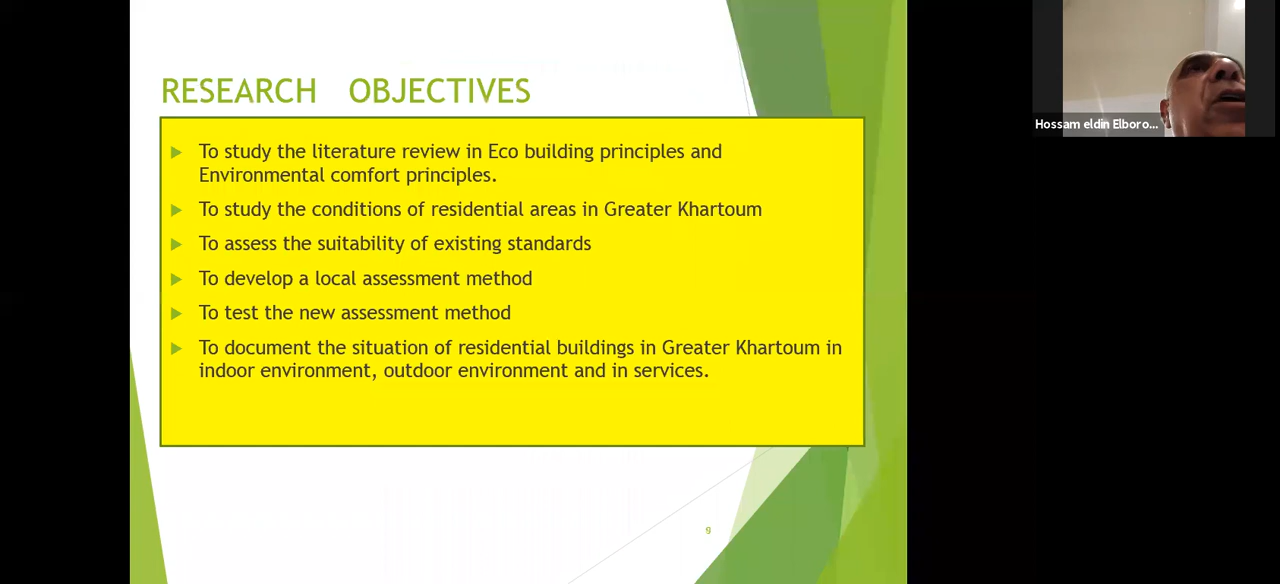 RESEARCH OBJECTIVES
To study the literature review in Eco building principles and
Environmental comfort principles.
To study the conditions of residential areas in Greater Khartoum
To assess the suitability of existing standards
To develop a local assessment method
To test the new assessment method
To document the situation of residential buildings in Greater Khartoum in
indoor environment, outdoor environment and in services.
Hossam eldin Elboro...